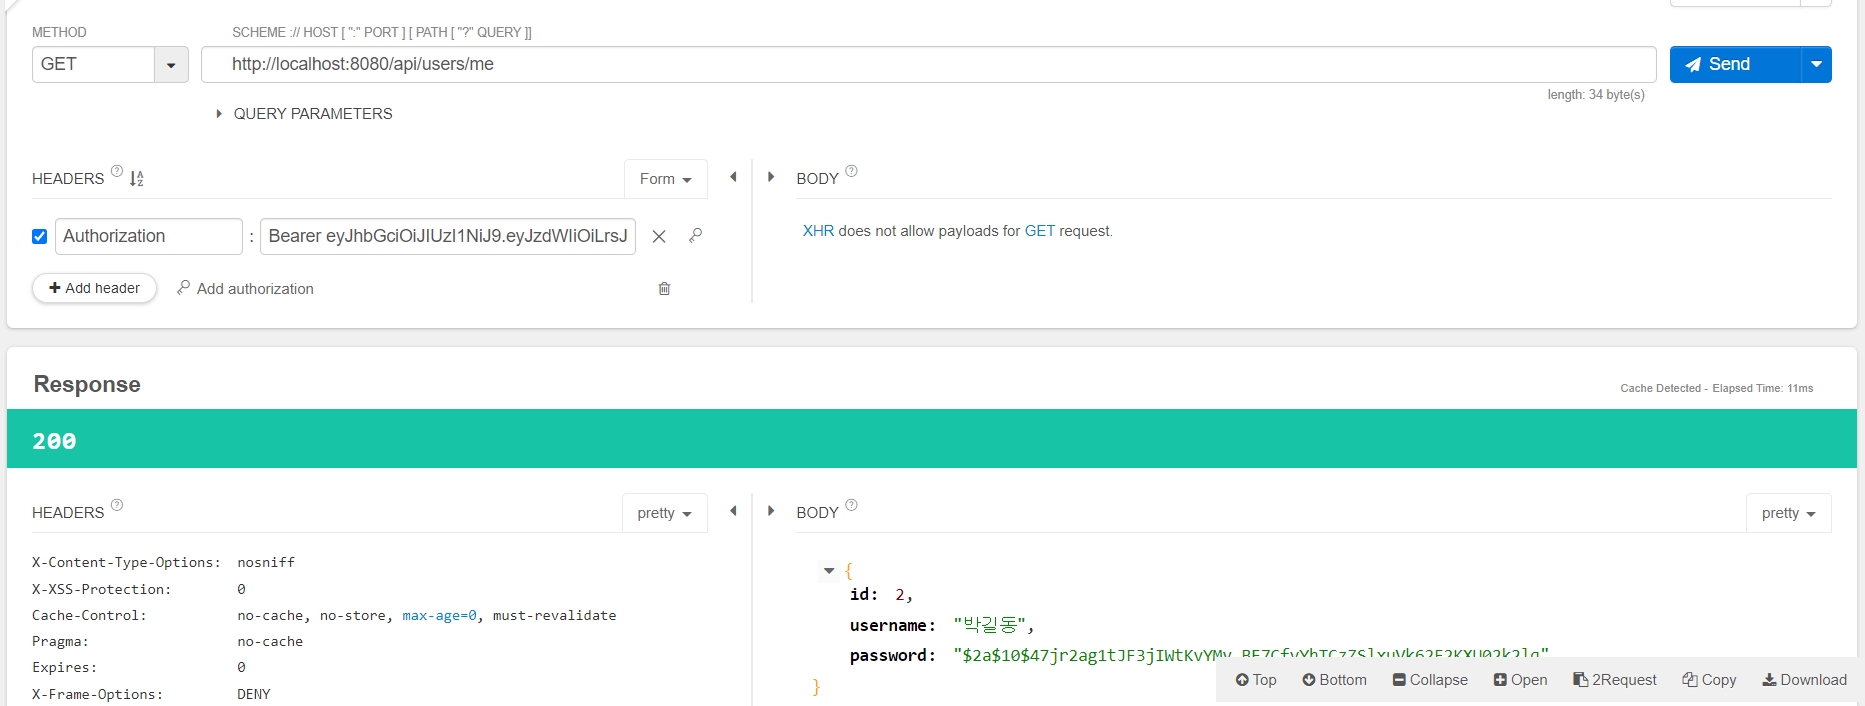 METHOD
SCHEME :// HOST [ ":" PORT ] [ PATH [ "?" QUERY ]]
GET
http://localhost:8080/api/users/me
Send
length: 34 byte(s)
QUERY PARAMETERS
HEADERS ?
Form
BODY ?
Authorization : Bearer eyJhbGciOiJIUzI1NiJ9.eyJzdWIiOiLrsJ
XHR does not allow payloads for GET request.
Add header
Add authorization
Response
Cache Detected - Elapsed Time: 11ms
200
HEADERS ?
pretty
BODY ?
pretty
X-Content-Type-Options: nosniff
X-XSS-Protection: 0
Cache-Control: no-cache, no-store, max-age=0, must-revalidate
Pragma: no-cache
Expires: 0
X-Frame-Options: DENY
{
id: 2,
username: "박길동",
password:
}
Top
Bottom
Collapse
Open
2Request
Copy
Download